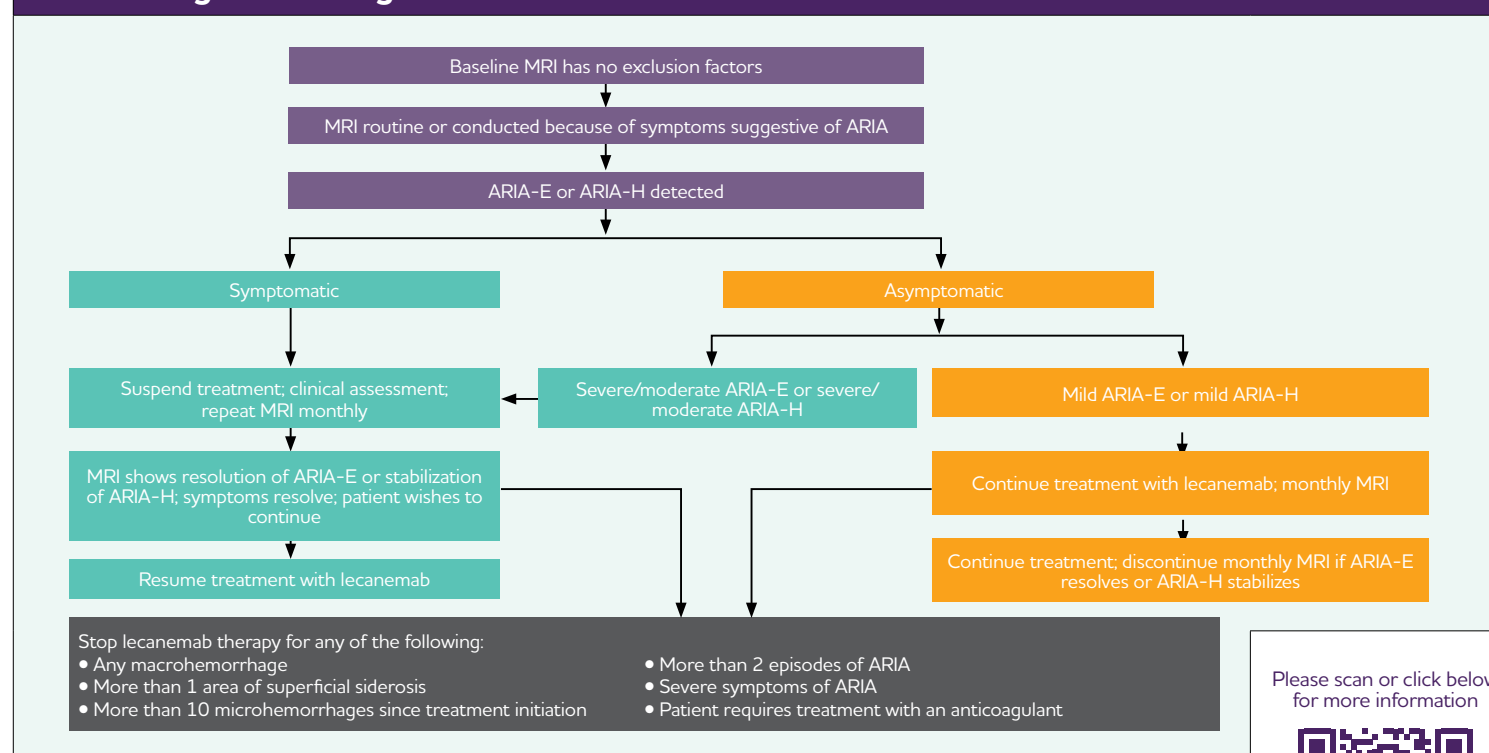 Baseline MRI has no exclusion factors
MRI routine or conducted because of symptoms suggestive of ARIA
ARIA-E or ARIA-H detected
Symptomatic
Asymptomatic
Suspend treatment; clinical assessment;
repeat MRI monthly
Severe/moderate ARIA-E or severe/
moderate ARIA-H
Mild ARIA-E or mild ARIA-H
MRI shows resolution of ARIA-E or stabilization
of ARIA-H; symptoms resolve; patient wishes to
continue
Continue treatment with lecanemab; monthly MRI
Resume treatment with lecanemab
Continue treatment; discontinue monthly MRI if ARIA-E
resolves or ARIA-H stabilizes
Stop lecanemab therapy for any of the following:
• Any macrohemorrhage
• More than 1 area of superficial siderosis
• More than 10 microhemorrhages since treatment initiation
• More than 2 episodes of ARIA
• Severe symptoms of ARIA
• Patient requires treatment with an anticoagulant
Please scan or click below
for more information